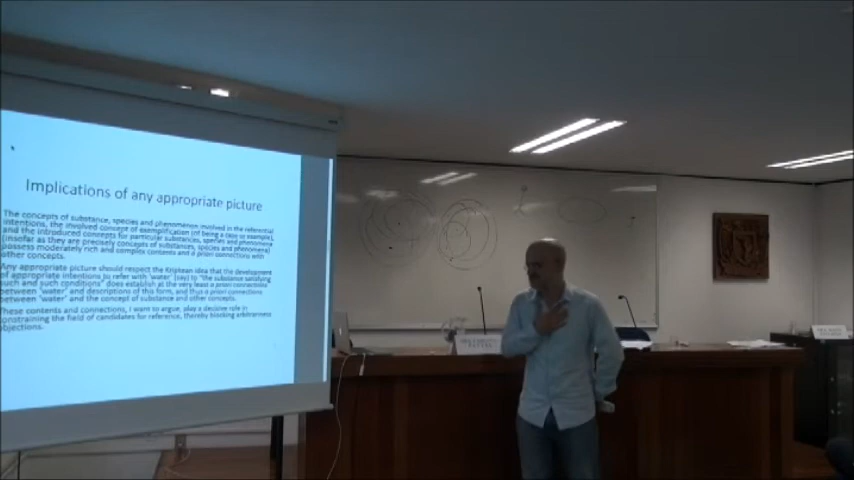 Implications of any appropriate picture
The concepts of substance, species and phenomenon involved in the referential
intentions, the involved concept of exemplification (of being a case or example),
and the introduced concepts for particular substances, species and phenomena
(insofar as they are precisely concepts of substances, species and phenomena)
possess moderately rich and complex contents and a priori connections with
other concepts.
Any appropriate picture should respect the Kripkean idea that the development
of appropriate intentions to refer with 'water' (say) to "the substance satisfying
such and such conditions" does establish at the very least a priori connections
between 'water' and descriptions of this form, and thus a priori connections
between 'water' and the concept of substance and other concepts.
These contents and connections, I want to argue, play a decisive role in
constraining the field of candidates for reference, thereby blocking arbitrariness
objections.